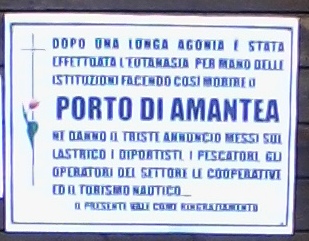 DOPO UNA LUNGA AGONIA È STATA
EFFETTUATA L'EUTANASIA PER MANO DELLE
ISTITUZIONI FACENDO COSÌ MORIRE IL
PORTO DI AMANTEA
NE DANNO IL TRISTE ANNUNCIO MESSI SUL
LASTRICO I DIPORTISTI, I PESCATORI, GLI
OPERATORI DEL SETTORE LE COOPERATIVE
ED IL TURISMO NAUTICO....
IL PRESENTE VALE COME RINGRAZIAMENTO